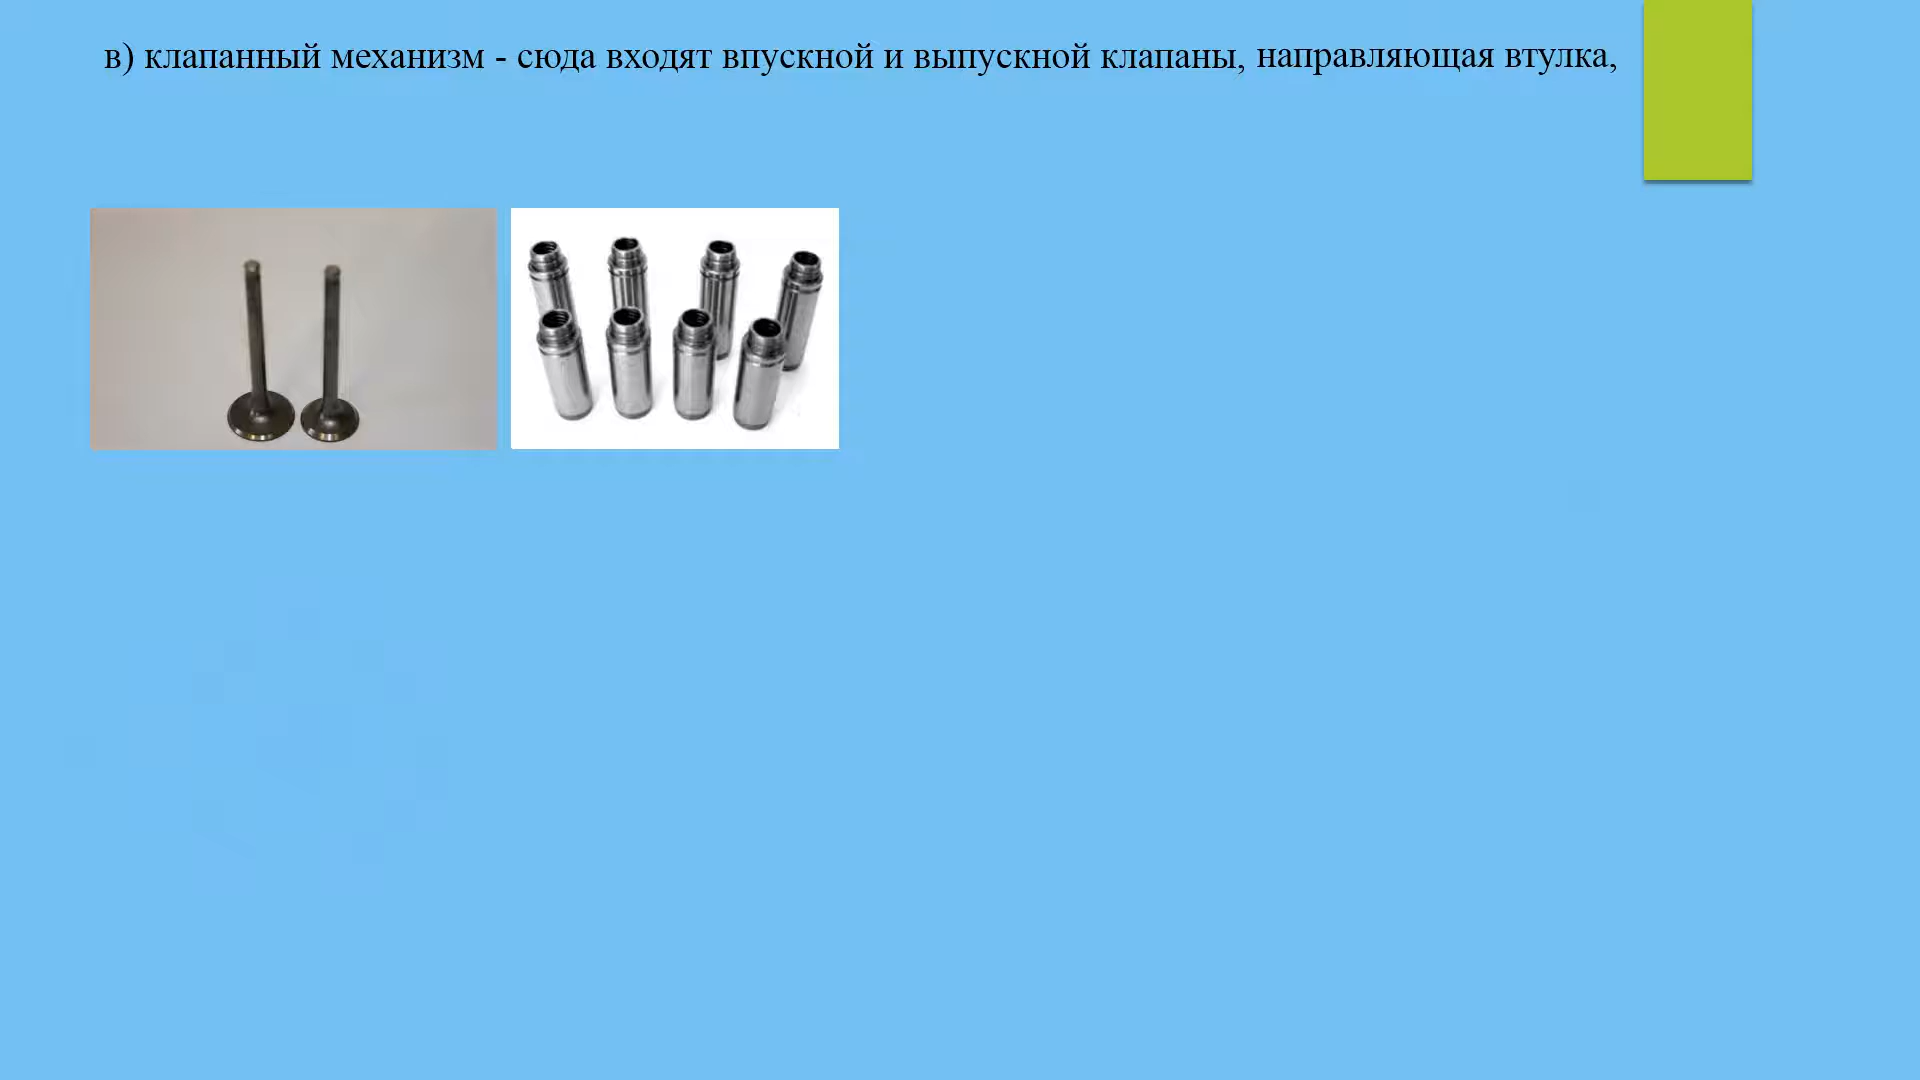 в) клапанный механизм - сюда входят впускной и выпускной клапаны, направляющая втулка,